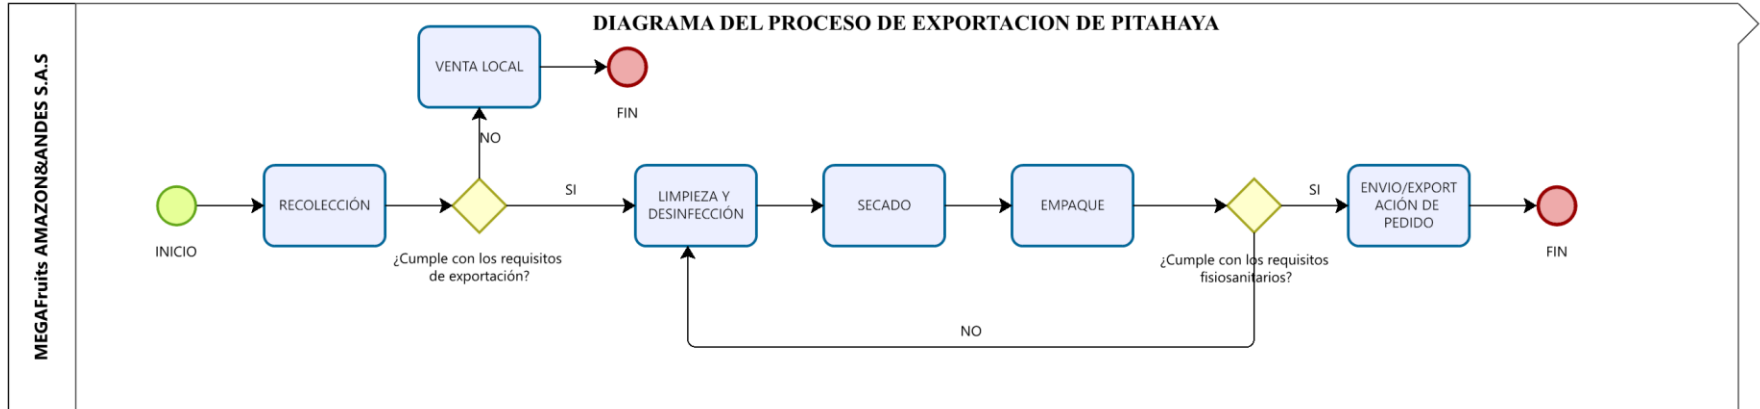 DIAGRAMA DEL PROCESO DE EXPORTACION DE PITAHAYA
MEGAFruits AMAZON&ANDES S.A.S
VENTA LOCAL
FIN
NO
INICIO
RECOLECCIÓN
¿Cumple con los requisitos
de exportación?
SI
LIMPIEZA Y
DESINFECCIÓN
SECADO
EMPAQUE
¿Cumple con los requisitos
fisiosanitarios?
SI
ENVIO/EXPORT
ACIÓN DE
PEDIDO
FIN
NO